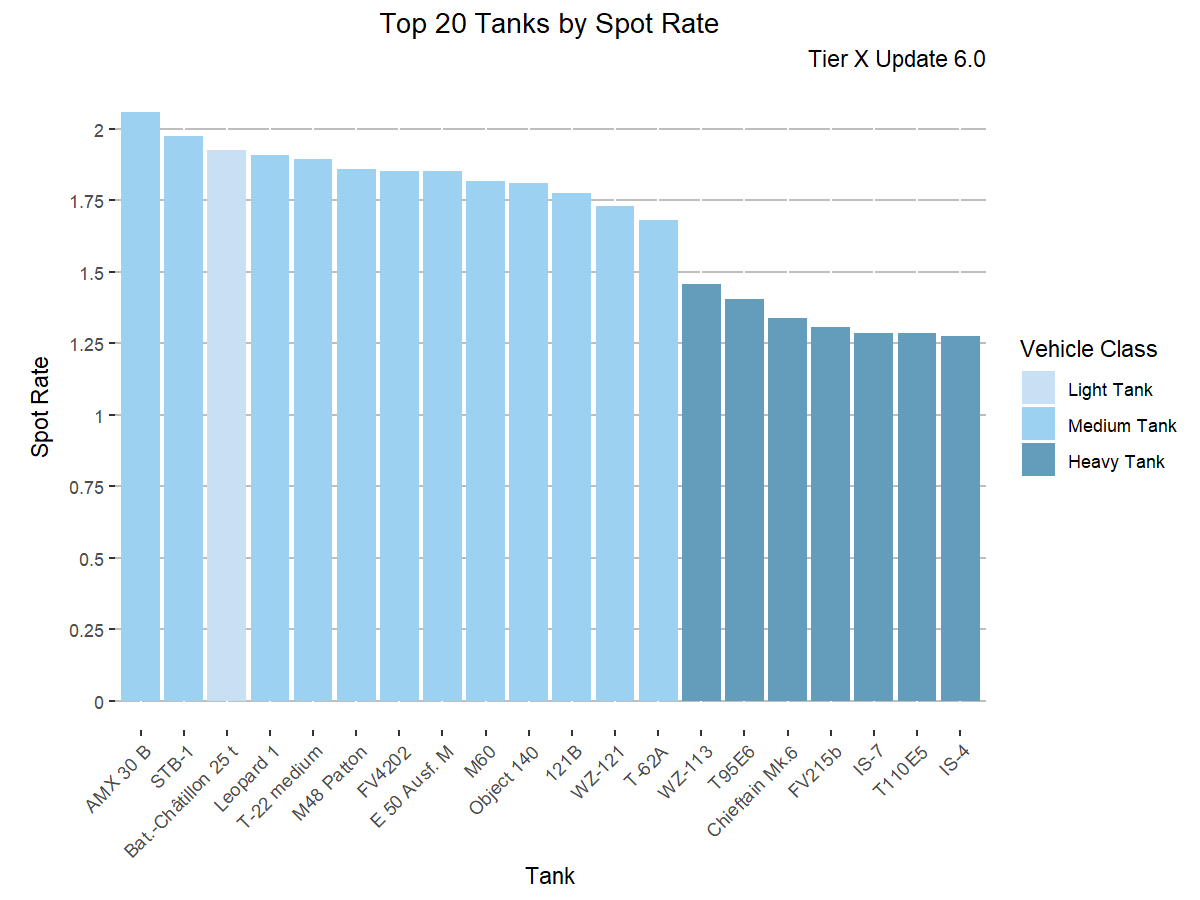 Top 20 Tanks by Spot Rate
Tier X Update 6.0
2
1.75
1.5
1.25
1
0.75
0.5
0.25
0
Spot Rate
AMX 30 B
STB-1
Bat.-Châtillon 25 t
Leopard 1
T-22 medium
M48 Patton
FV4202
E 50 Ausf. M
M60
Object 140
121B
WZ-121
T-62A
WZ-113
T95E6
Chieftain Mk.6
FV215b
IS-7
T110E5
IS-4
Tank
Vehicle Class
Light Tank
Medium Tank
Heavy Tank